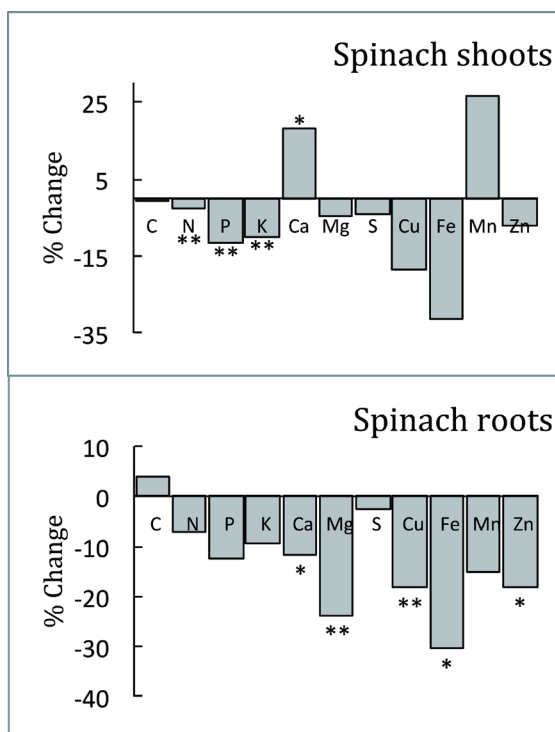 Spinach shoots
25
*
5
% Change
C N P K Ca Mg S Cu Fe Mn Zn
** ** **
-15
-35
Spinach roots
10
0
C N P K Ca Mg S Cu Fe Mn Zn
-10
% Change
* ** ** * *
-20
-30
-40